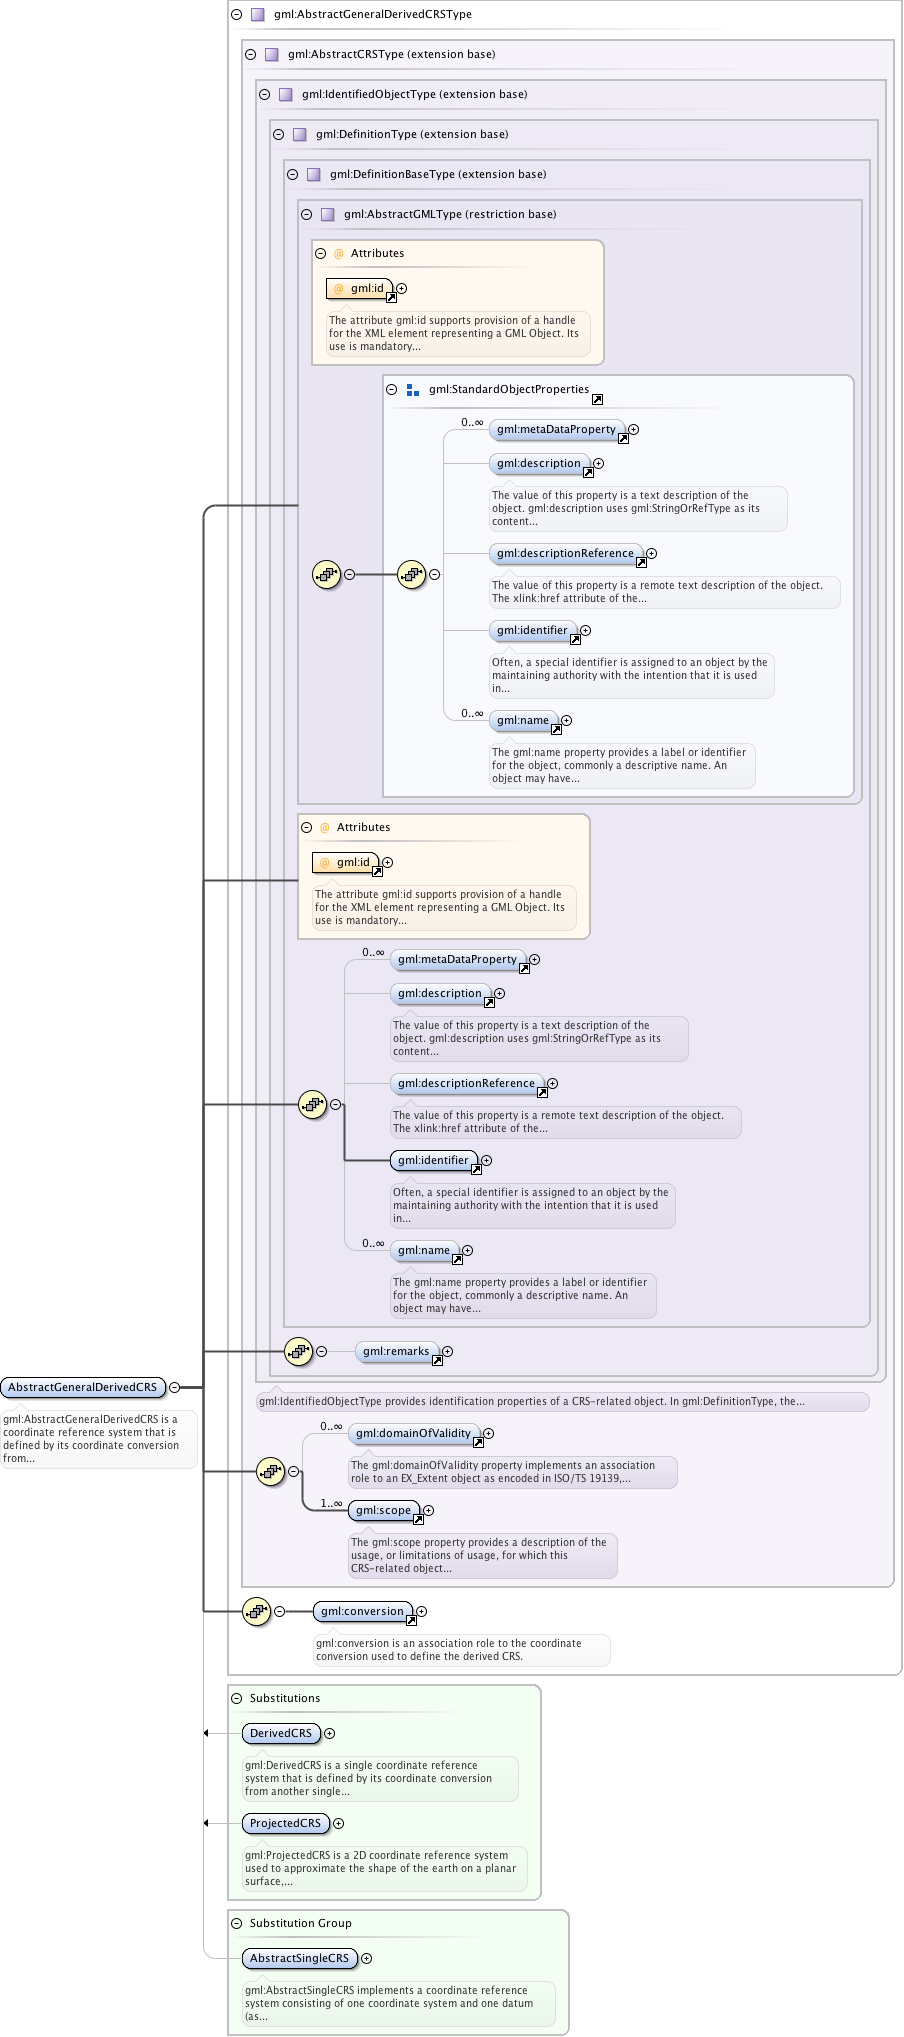 gml:AbstractGeneralDerivedCRSType
gml:AbstractCRSType (extension base)
gml:IdentifiedObjectType (extension base)
gml:DefinitionType (extension base)
gml:DefinitionBaseType (extension base)
gml:AbstractGMLType (restriction base)
@ Attributes
@ gml:id
The attribute gml:id supports provision of a handle
for the XML element representing a GML Object. Its
use is mandatory...
gml:StandardObjectProperties
0..∞ gml:metaDataProperty
gml:description
The value of this property is a text description of the
object. gml:description uses gml:StringOrRefType as its
content...
gml:descriptionReference
The value of this property is a remote text description of the object.
The xlink:href attribute of the...
gml:identifier
Often, a special identifier is assigned to an object by the
maintaining authority with the intention that it is used
in...
0..∞ gml:name
The gml:name property provides a label or identifier
for the object, commonly a descriptive name. An
object may have...
@ Attributes
@ gml:id
The attribute gml:id supports provision of a handle
for the XML element representing a GML Object. Its
use is mandatory...
0..∞ gml:metaDataProperty
gml:description
The value of this property is a text description of the
object. gml:description uses gml:StringOrRefType as its
content...
gml:descriptionReference
The value of this property is a remote text description of the object.
The xlink:href attribute of the...
gml:identifier
Often, a special identifier is assigned to an object by the
maintaining authority with the intention that it is used
in...
0..∞ gml:name
The gml:name property provides a label or identifier
for the object, commonly a descriptive name. An
object may have...
gml:remarks
AbstractGeneralDerivedCRS
gml:AbstractGeneralDerivedCRS is a
coordinate reference system that is
defined by its coordinate conversion
from...
gml:IdentifiedObjectType provides identification properties of a CRS-related object. In gml:DefinitionType, the...
0..∞ gml:domainOfValidity
The gml:domainOfValidity property implements an association
role to an EX_Extent object as encoded in ISO/TS 19139,...
1..∞ gml:scope
The gml:scope property provides a description of the
usage, or limitations of usage, for which this
CRS-related object...
gml:conversion
gml:conversion is an association role to the coordinate
conversion used to define the derived CRS.
Substitutions
DerivedCRS
gml:DerivedCRS is a single coordinate reference
system that is defined by its coordinate conversion
from another single...
ProjectedCRS
gml:ProjectedCRS is a 2D coordinate reference system
used to approximate the shape of the earth on a planar
surface,...
Substitution Group
AbstractSingleCRS
gml:AbstractSingleCRS implements a coordinate reference
system consisting of one coordinate system and one datum
(as...